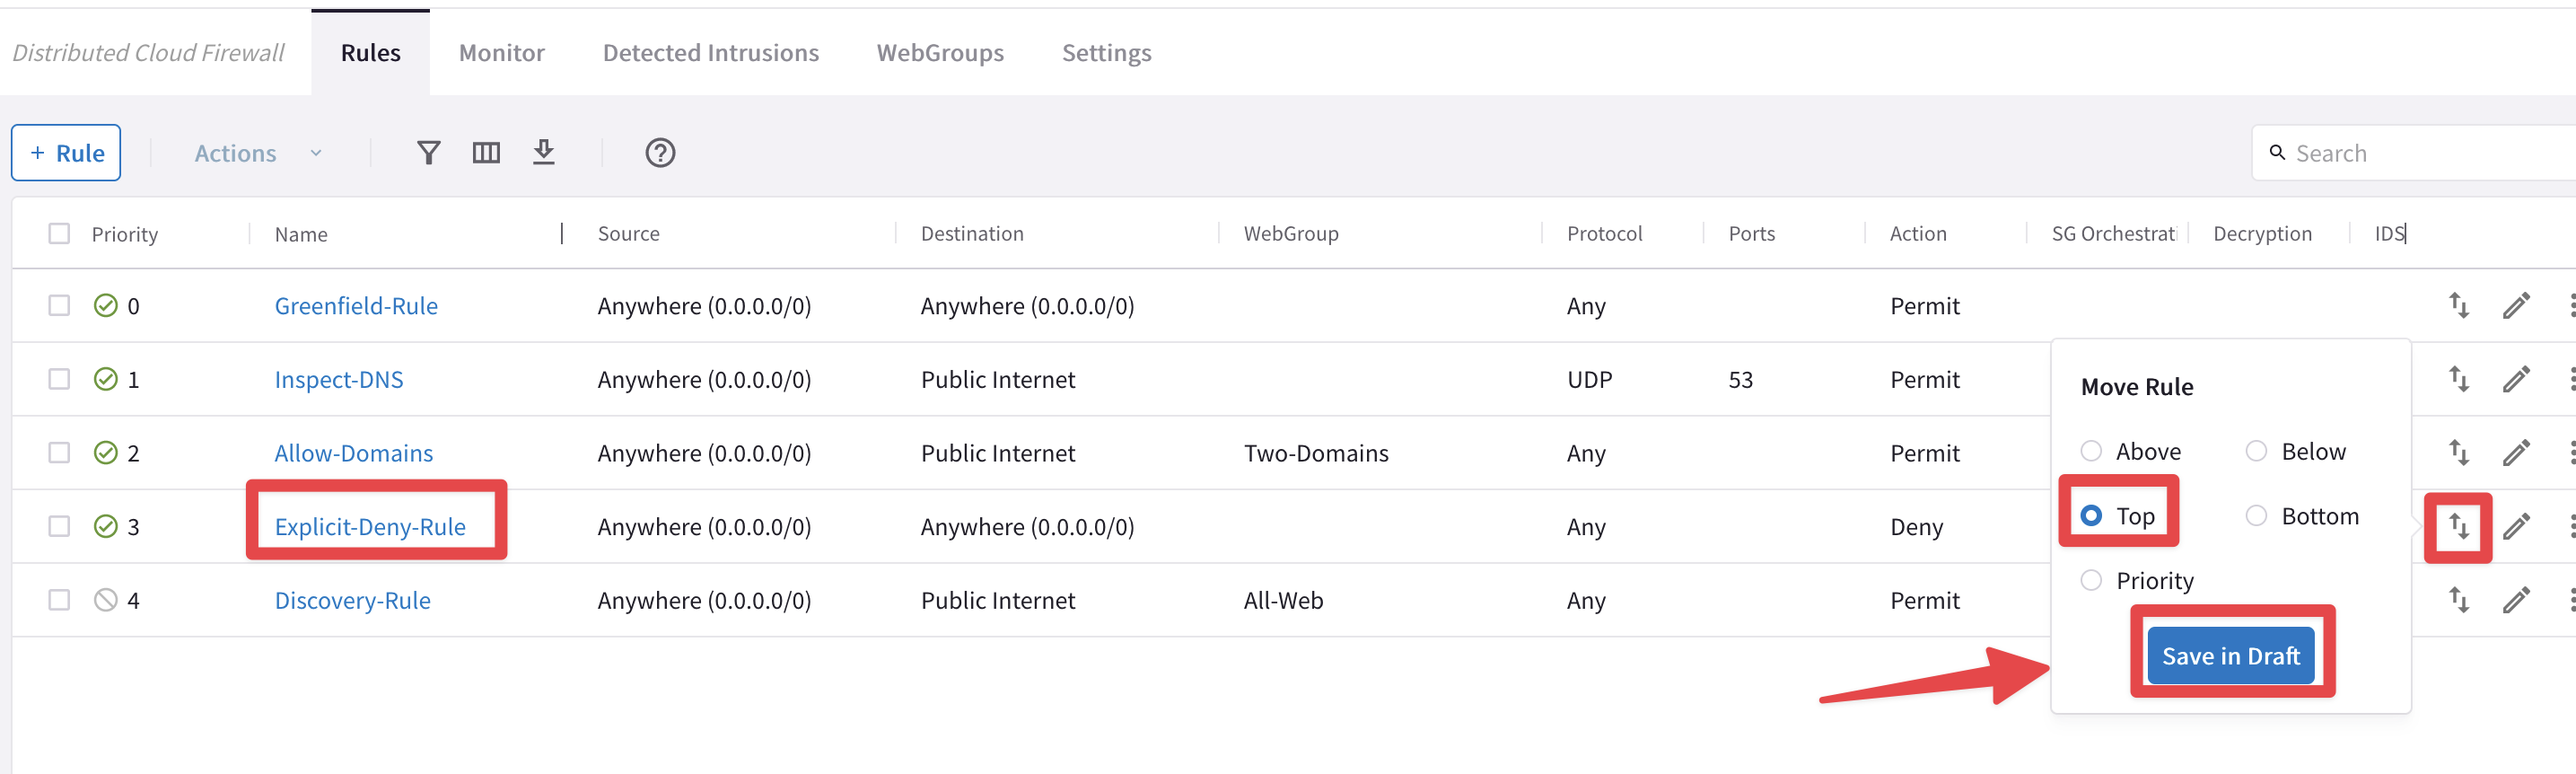 Distributed Cloud Firewall Rules Monitor Detected Intrusions WebGroups Settings
+ Rule Actions Search
Priority Name Source Destination WebGroup Protocol Ports Action SG Orchestrati Decryption IDS
0 Greenfield-Rule Anywhere (0.0.0.0/0) Anywhere (0.0.0.0/0) Any Permit
1 Inspect-DNS Anywhere (0.0.0.0/0) Public Internet UDP 53 Permit
2 Allow-Domains Anywhere (0.0.0.0/0) Public Internet Two-Domains Any Permit
3 Explicit-Deny-Rule Anywhere (0.0.0.0/0) Anywhere (0.0.0.0/0) Any Deny
4 Discovery-Rule Anywhere (0.0.0.0/0) Public Internet All-Web Any Permit
Move Rule
Above Below
Top Bottom
Priority
Save in Draft